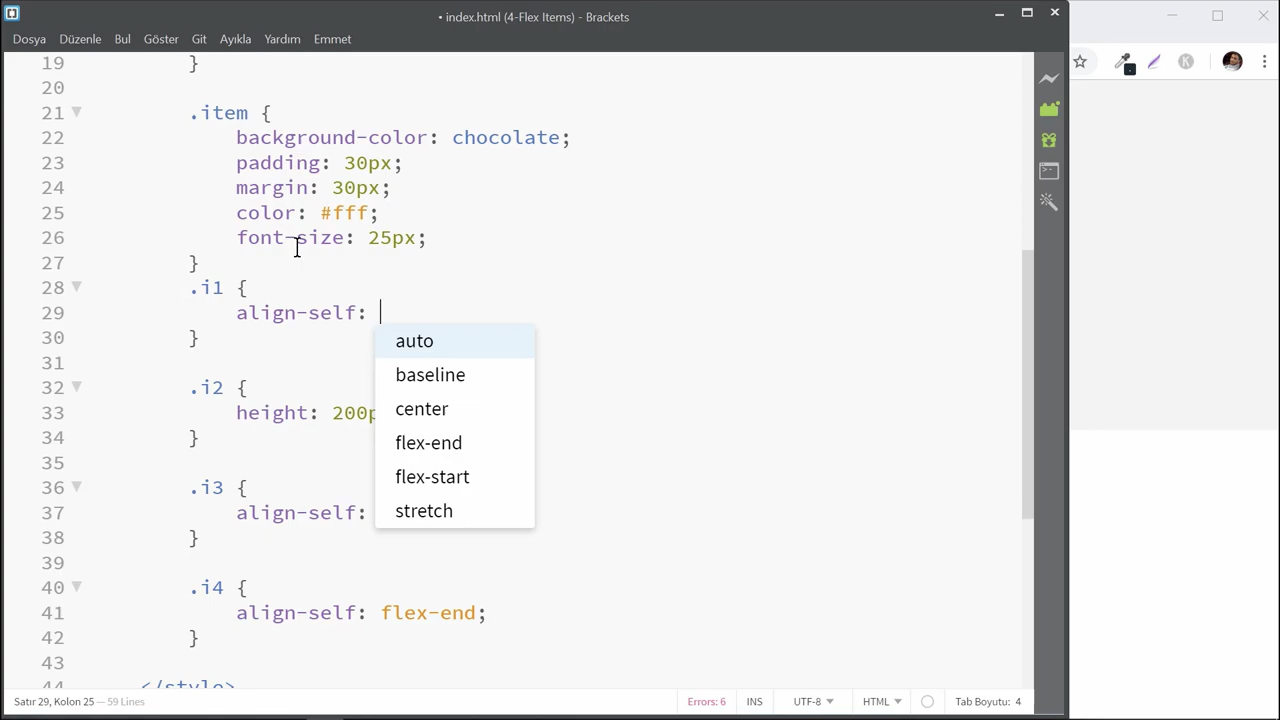 • index.html (4-Flex Items) - Brackets
Dosya Düzenle Bul Göster Git Ayıkla Yardım Emmet
19 }
20
21 .item {
22 background-color: chocolate;
23 padding: 30px;
24 margin: 30px;
25 color: #fff;
26 font-size: 25px;
27 }
28 .i1 {
29 align-self:
auto
30 }
31
baseline
32 .i2 {
center
33 height: 200p
34 }
flex-end
35
flex-start
36 .i3 {
37 align-self:
stretch
38 }
39
40 .i4 {
41 align-self: flex-end;
42 }
43
44 </style>
Satır 29, Kolon 25 — 59 Lines Errors: 6 INS UTF-8 HTML Tab Boyutu: 4
K